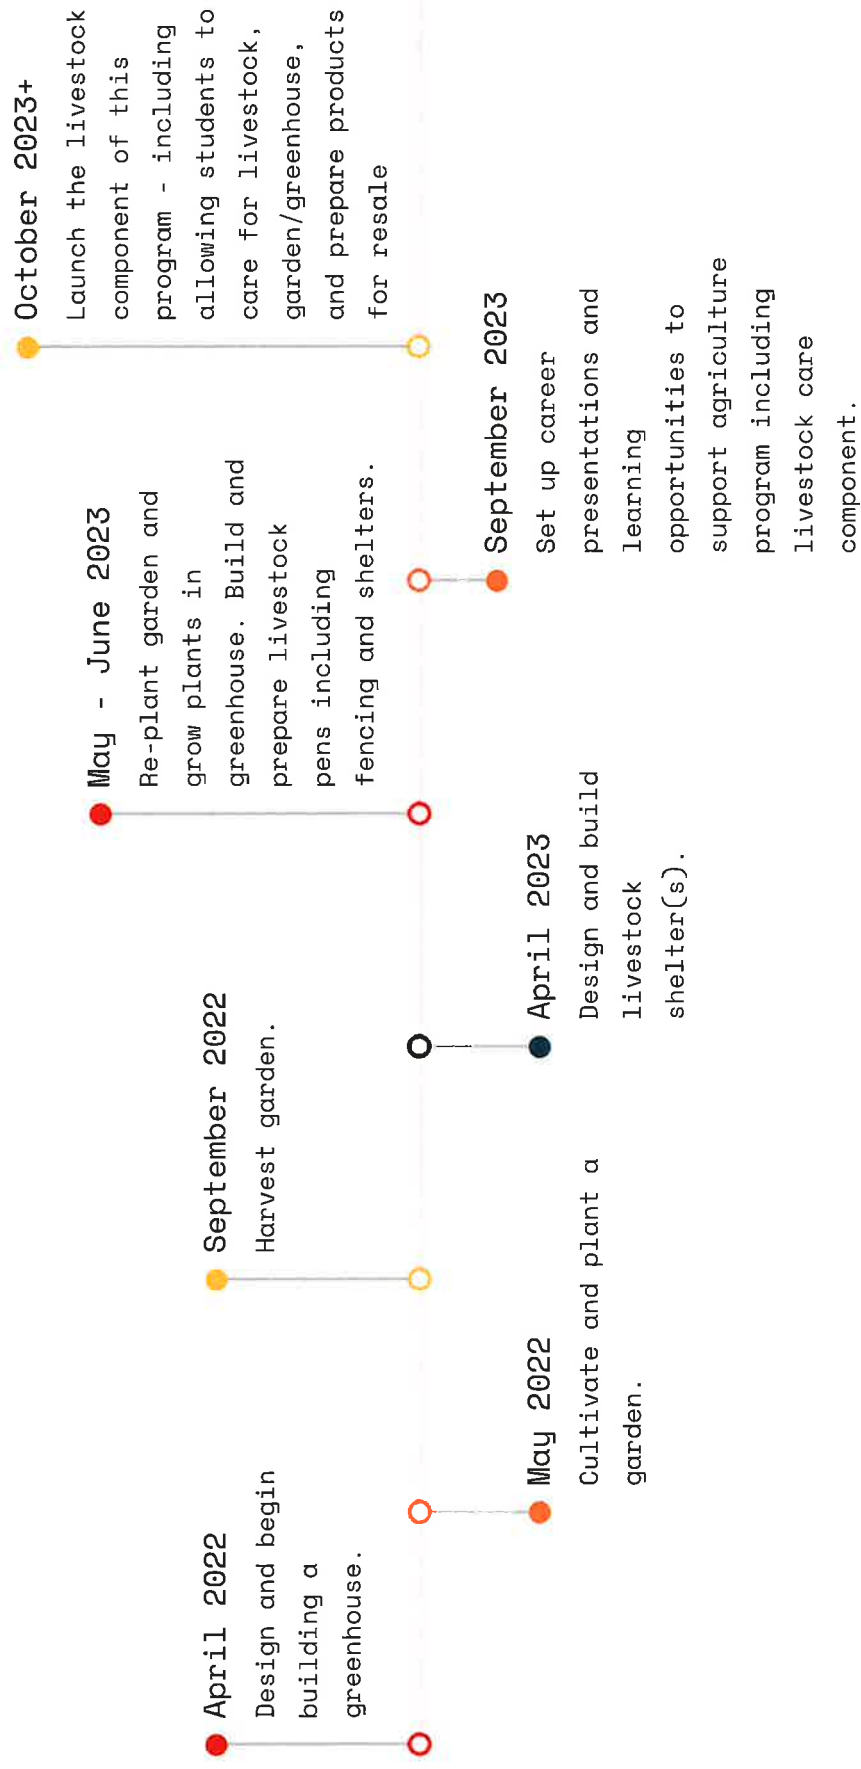 April 2022
Design and begin
building a
greenhouse.
May 2022
Cultivate and plant a
garden.
September 2022
Harvest garden.
April 2023
Design and build
livestock
shelter(s).
May - June 2023
Re-plant garden and
grow plants in
greenhouse. Build and
prepare livestock
pens including
fencing and shelters.
September 2023
Set up career
presentations and
learning
opportunities to
support agriculture
program including
livestock care
component.
October 2023+
Launch the livestock
component of this
program - including
allowing students to
care for livestock,
garden/greenhouse,
and prepare products
for resale